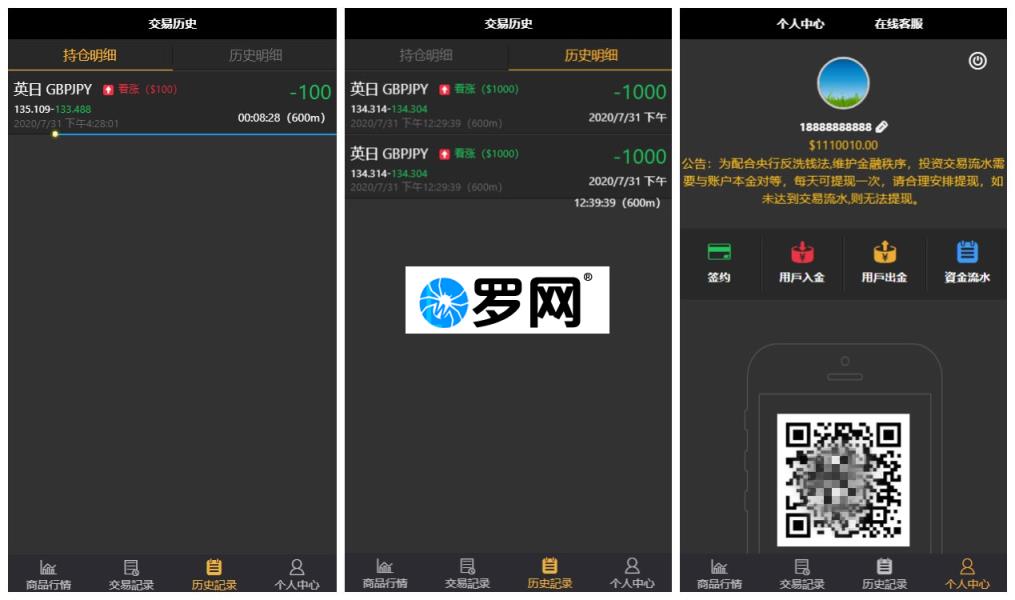 交易历史
持仓明细
历史明细
英日 GBPJPY 看涨 ($100)
-100
135.109-133.488
2020/7/31 下午4:28:01
00:08:28 (600m)
商品行情
交易記录
历史記录
个人中心
交易历史
持仓明细
历史明细
英日 GBPJPY 看涨 ($1000)
-1000
134.314-134.304
2020/7/31 下午12:29:39 (600m)
2020/7/31 下午
英日 GBPJPY 看涨 ($1000)
-1000
134.314-134.304
2020/7/31 下午12:29:39 (600m)
2020/7/31 下午
12:39:39 (600m)
罗网®
商品行情
交易記录
历史記录
个人中心
个人中心
在线客服
18888888888
$1110010.00
公告：为配合央行反洗钱法,维护金融秩序，投资交易流水需
要与账户本金对等，每天可提现一次，请合理安排提现，如
未达到交易流水,则无法提现。
签约
用戶入金
用戶出金
資金流水
商品行情
交易記录
历史記录
个人中心